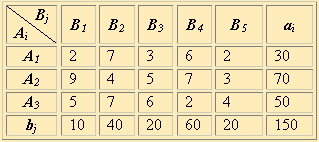 Bj
Ai B1 B2 B3 B4 B5 ai
A1 2 7 3 6 2 30
A2 9 4 5 7 3 70
A3 5 7 6 2 4 50
bj 10 40 20 60 20 150